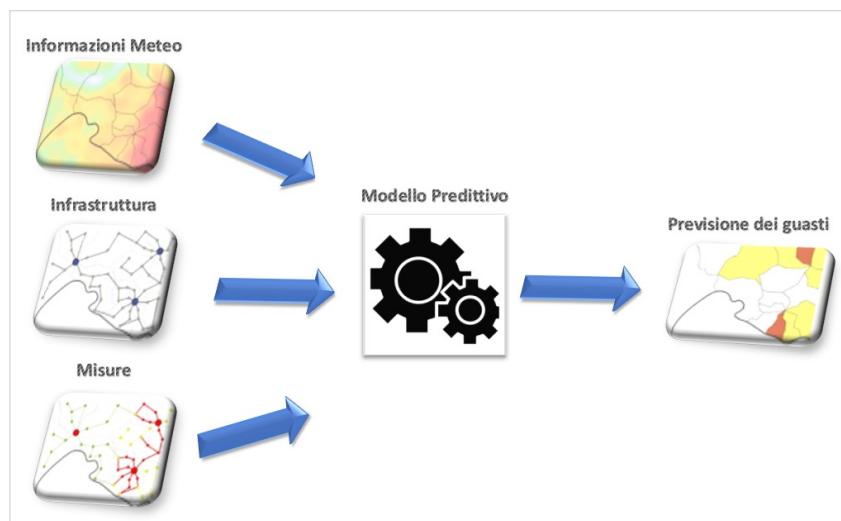 Informazioni Meteo
Infrastruttura
Misure
Modello Predittivo
Previsione dei guasti